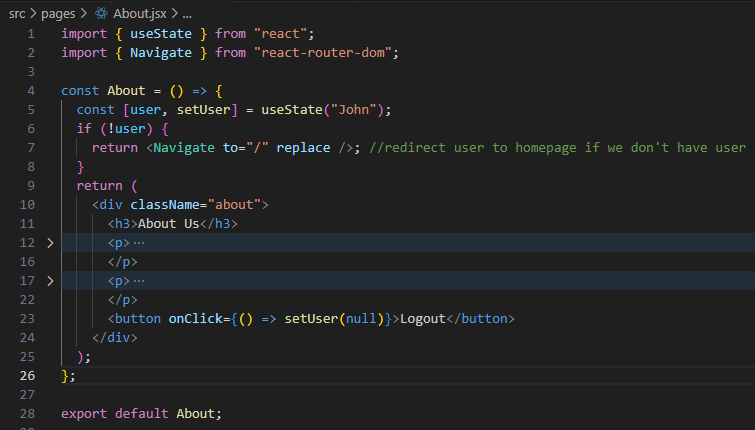 src > pages > About.jsx > ...
1 import { useState } from "react";
2 import { Navigate } from "react-router-dom";
3
4 const About = () => {
5 const [user, setUser] = useState("John");
6 if (!user) {
7 return <Navigate to="/" replace />; //redirect user to homepage if we don't have user
8 }
9 return (
10 <div className="about">
11 <h3>About Us</h3>
12 <p>···
16 </p>
17 <p>···
22 </p>
23 <button onClick={() => setUser(null)}>Logout</button>
24 </div>
25 );
26 };
27
28 export default About;
29